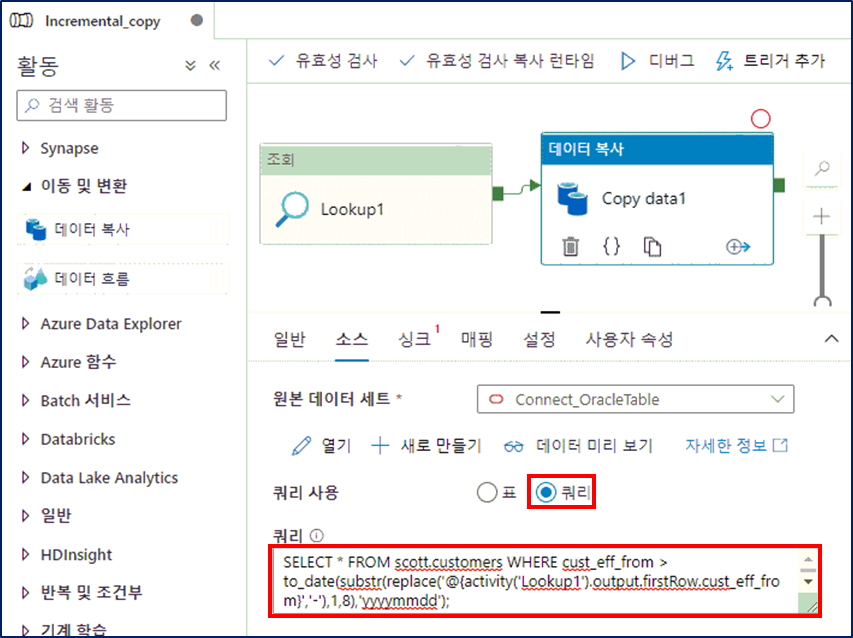 Incremental_copy
활동
검색 활동
Synapse
이동 및 변환
데이터 복사
데이터 흐름
Azure Data Explorer
Azure 함수
Batch 서비스
Databricks
Data Lake Analytics
일반
HDInsight
반복 및 조건부
기계 학습
유효성 검사 유효성 검사 복사 런타임 디버그 트리거 추가
조회
Lookup1
데이터 복사
Copy data1
일반 소스 싱크 1 매핑 설정 사용자 속성
원본 데이터 세트 * Connect_OracleTable
열기 새로 만들기 데이터 미리 보기 자세한 정보
쿼리 사용 표 쿼리
쿼리
SELECT * FROM scott.customers WHERE cust_eff_from >
to_date(substr(replace('@{activity('Lookup1').output.firstRow.cust_eff_fro
m}','-'),1,8),'yyyymmdd');